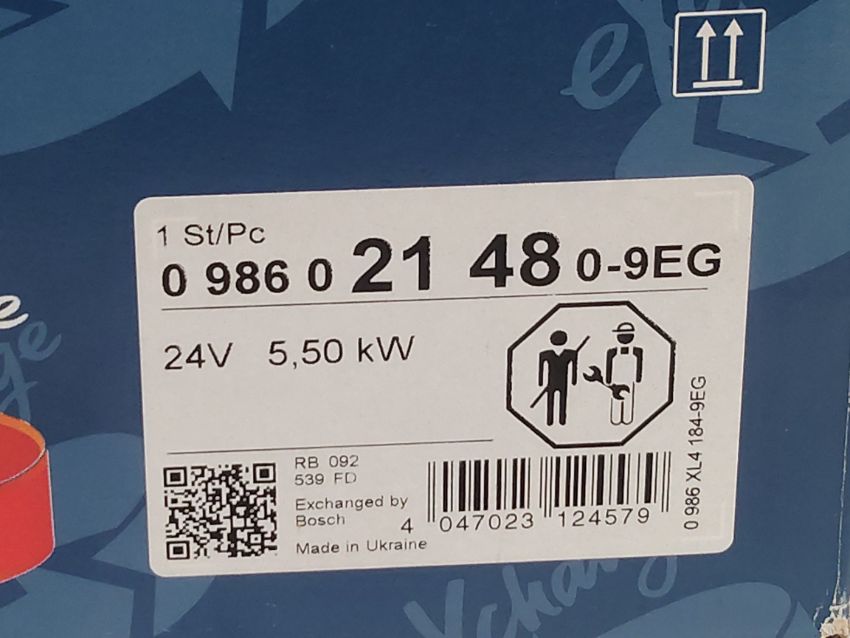 1 St/Pc
0 986 0 21 48 0-9EG
24V 5,50 kW
RB 092
539 FD
Exchanged by
Bosch
Made in Ukraine
4 047023 124579
0 986 XL4 184-9EG